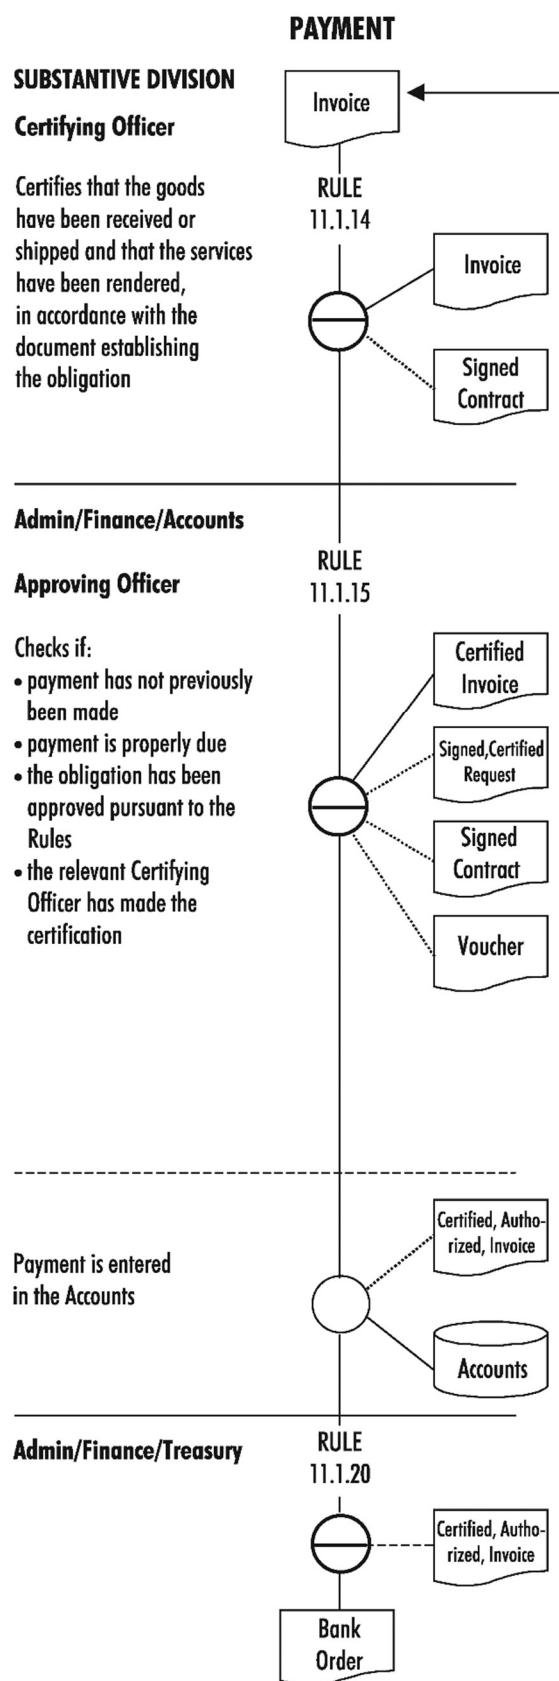 PAYMENT
SUBSTANTIVE DIVISION
Certifying Officer
Certifies that the goods
have been received or
shipped and that the services
have been rendered,
in accordance with the
document establishing
the obligation
Invoice
RULE
11.1.14
Invoice
Signed
Contract
Admin/Finance/Accounts
Approving Officer
Checks if:
• payment has not previously
been made
• payment is properly due
• the obligation has been
approved pursuant to the
Rules
• the relevant Certifying
Officer has made the
certification
RULE
11.1.15
Certified
Invoice
Signed,Certified
Request
Signed
Contract
Voucher
Payment is entered
in the Accounts
Certified, Autho-
rized, Invoice
Accounts
Admin/Finance/Treasury
RULE
11.1.20
Certified, Autho-
rized, Invoice
Bank
Order